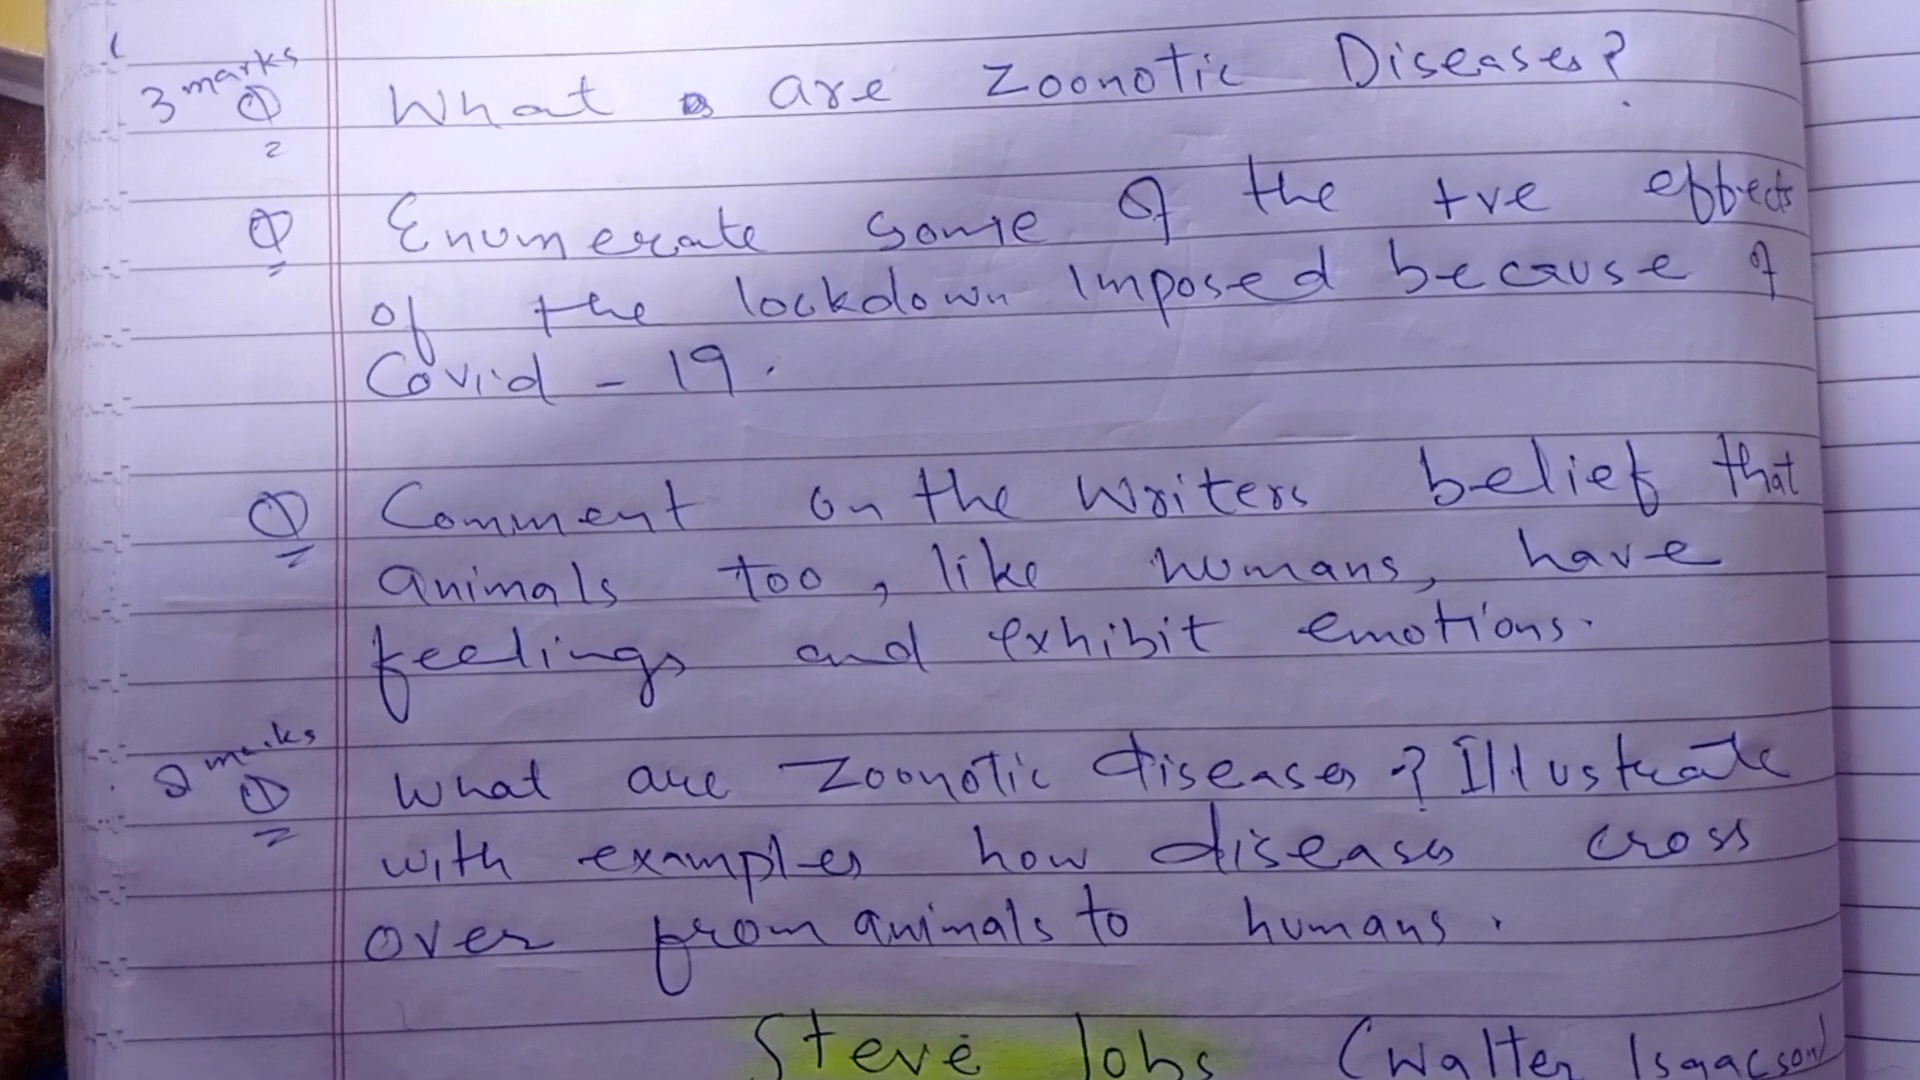 3 marks
Q What are Zoonotic Diseases?
Q Enumerate some of the +ve effects
of the lockdown Imposed because of
Covid - 19.
Q Comment on the writers belief that
animals too, like humans, have
feelings and exhibit emotions.
marks
Q What are Zoonotic diseases? Illustrate
with examples how diseases cross
over from animals to humans.
Steve Jobs (Walter Isaacson)